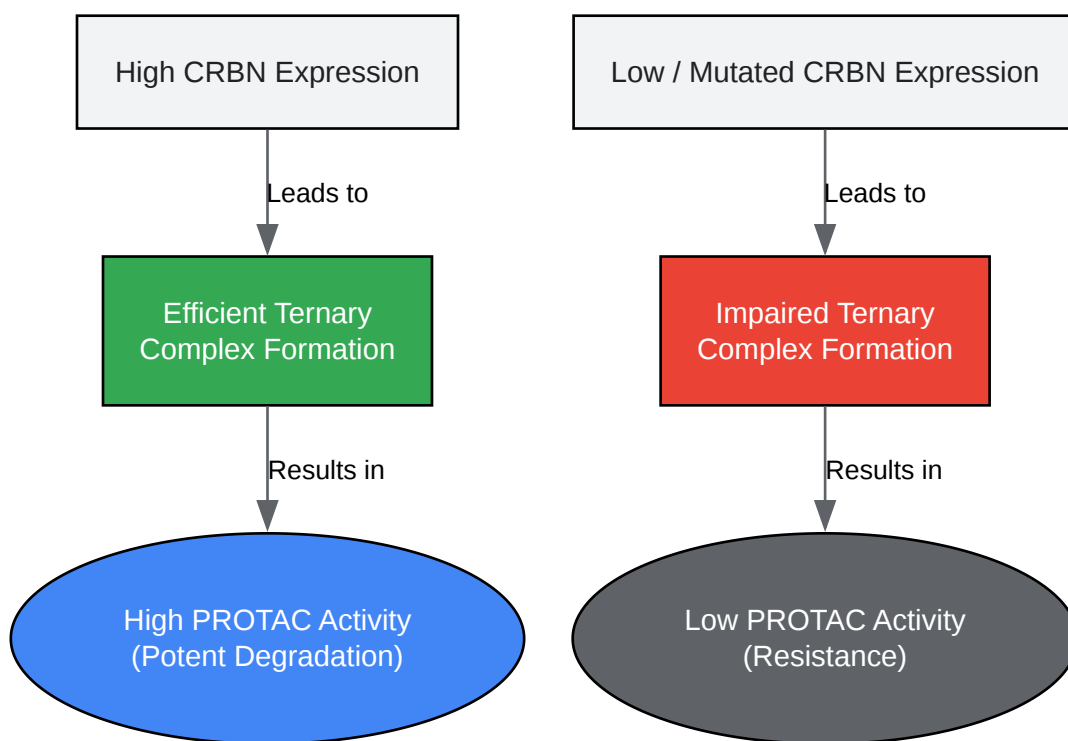 High CRBN Expression
Leads to
Efficient Ternary
Complex Formation
Results in
High PROTAC Activity
(Potent Degradation)
Low / Mutated CRBN Expression
Leads to
Impaired Ternary
Complex Formation
Results in
Low PROTAC Activity
(Resistance)